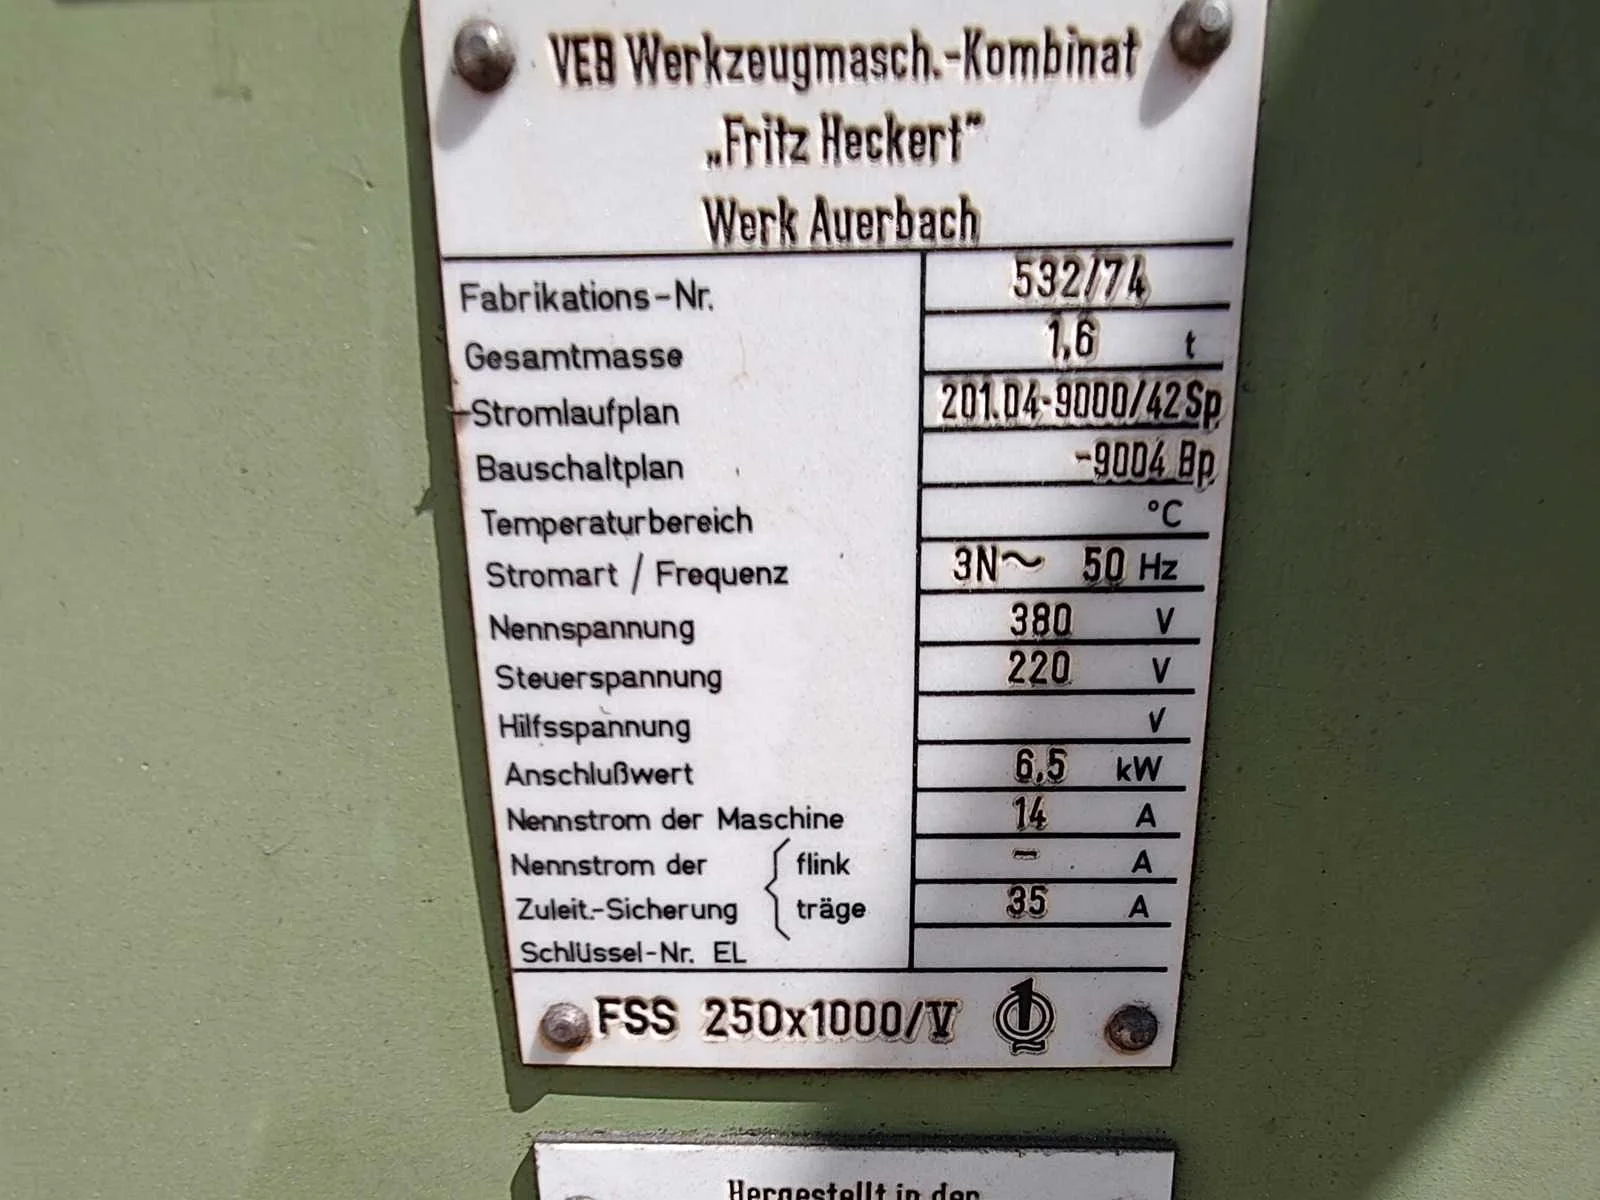 VEB Werkzeugmasch.-Kombinat
„Fritz Heckert"
Werk Auerbach
Fabrikations-Nr. 532/74
Gesamtmasse 1,6 t
Stromlaufplan 201.04-9000/42Sp
Bauschaltplan -9004 Bp
Temperaturbereich °C
Stromart / Frequenz 3N~ 50 Hz
Nennspannung 380 V
Steuerspannung 220 V
Hilfsspannung V
Anschlußwert 6,5 kW
Nennstrom der Maschine 14 A
Nennstrom der flink - A
Zuleit.-Sicherung träge 35 A
Schlüssel-Nr. EL
FSS 250x1000/V 1Q
Hergestellt in der